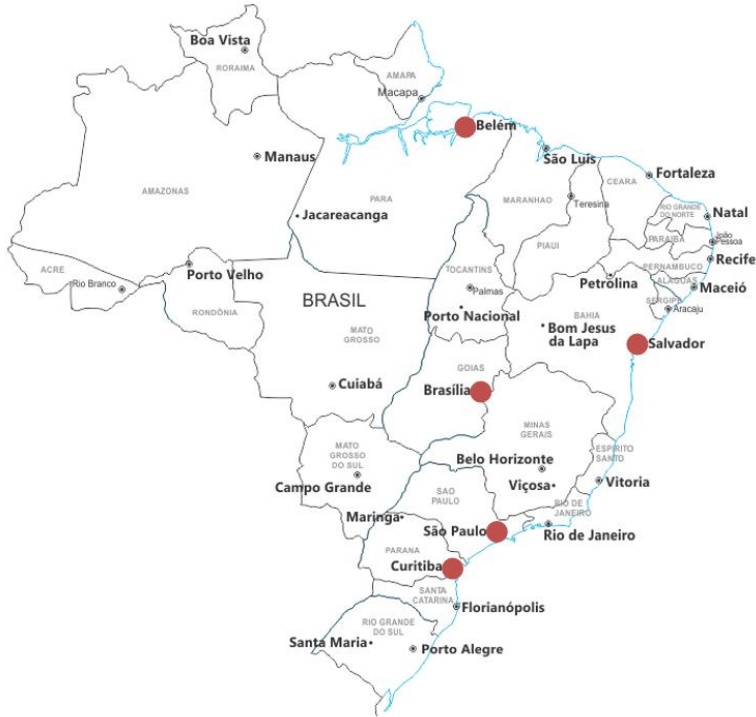 Boa Vista
RORAIMA
AMAPA
Macapa
Belém
Manaus
São Luis
Fortaleza
CEARA
AMAZONAS
PARA
MARANHAO
Teresina
RIO GRANDE
DO NORTE
Natal
Jacareacanga
João
Pessoa
PARAIBA
PIAUI
Recife
ACRE
Porto Velho
TOCANTINS
PERNAMBUCO
Petrolina
ALAGOAS
Maceió
Rio Branco
Palmas
BRASIL
SERGIPE
Aracaju
RONDÔNIA
Porto Nacional
BAHIA
MATO
GROSSO
Bom Jesus
da Lapa
Salvador
GOIAS
Cuiabá
Brasília
MINAS
GERAIS
MATO
GROSSO
DO SUL
ESPIRITO
SANTO
Belo Horizonte
Campo Grande
Viçosa
Vitoria
SAO
PAULO
RIO DE
JANEIRO
Maringa
São Paulo
Rio de Janeiro
PARANA
Curitiba
SANTA
CATARINA
Florianópolis
RIO GRANDE
DO SUL
Santa Maria
Porto Alegre